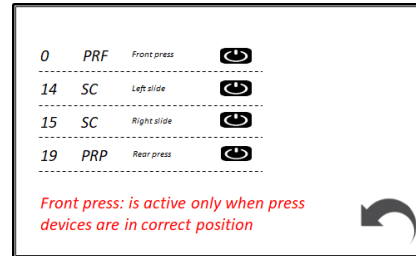 0 PRF Front press
14 SC Left slide
15 SC Right slide
19 PRP Rear press
Front press: is active only when press
devices are in correct position